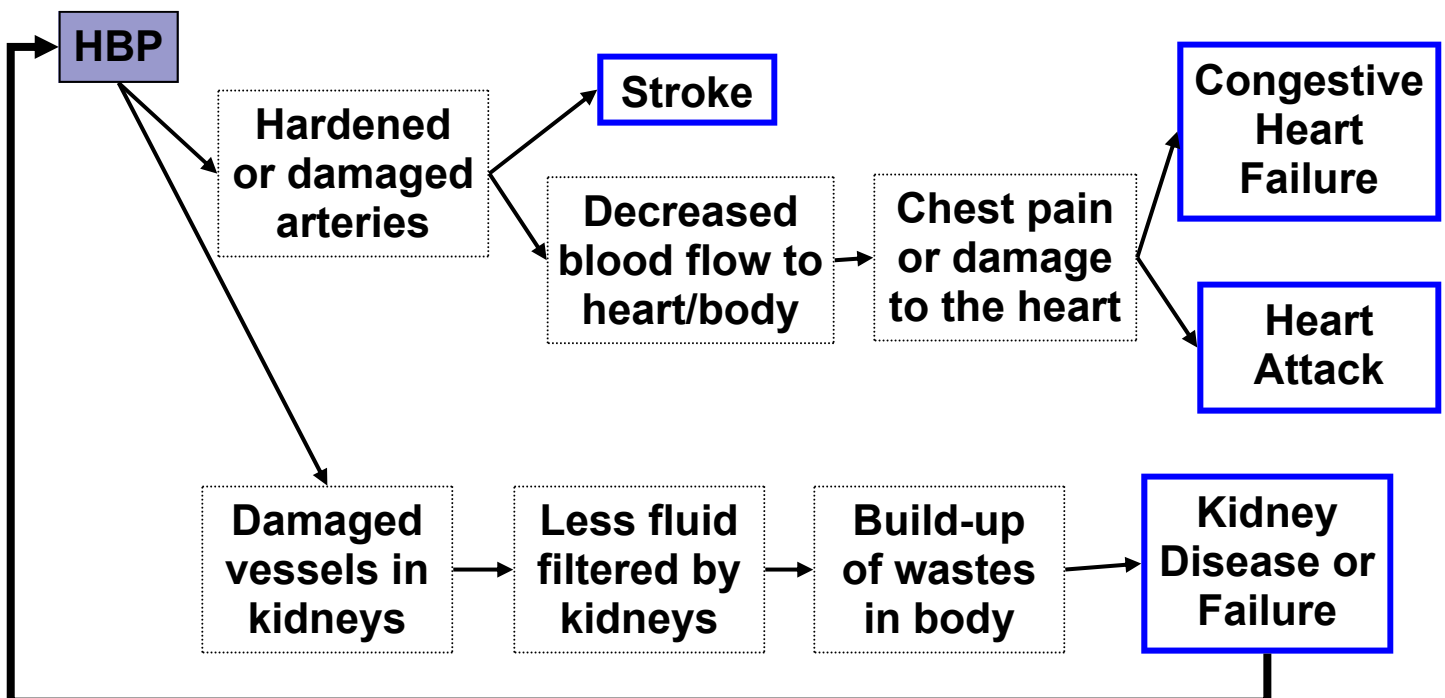 HBP
Hardened
or damaged
arteries
Stroke
Decreased
blood flow to
heart/body
Chest pain
or damage
to the heart
Congestive
Heart
Failure
Heart
Attack
Damaged
vessels in
kidneys
Less fluid
filtered by
kidneys
Build-up
of wastes
in body
Kidney
Disease or
Failure